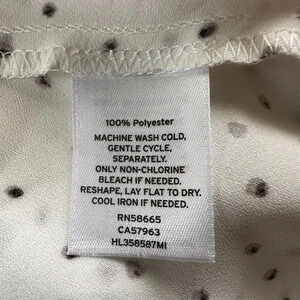 100% Polyester
MACHINE WASH COLD,
GENTLE CYCLE,
SEPARATELY.
ONLY NON-CHLORINE
BLEACH IF NEEDED.
RESHAPE, LAY FLAT TO DRY.
COOL IRON IF NEEDED.
RN58665
CA57963
HL358587MI